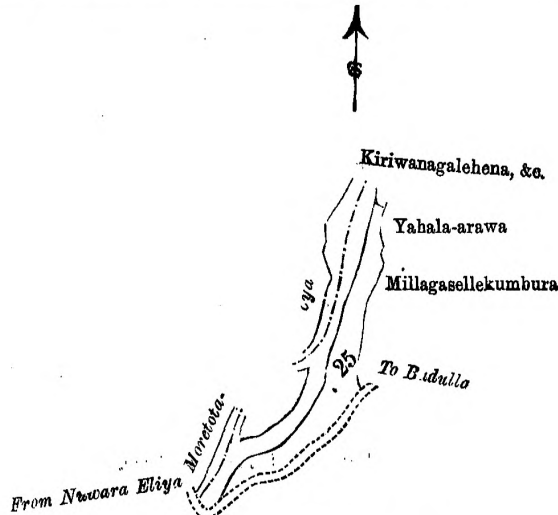 Kiriwanagalehena, &c.
Yahala-arawa
Millagasellekumbura
Moretota-
ya
25
To Badulla
From Nuwara Eliya